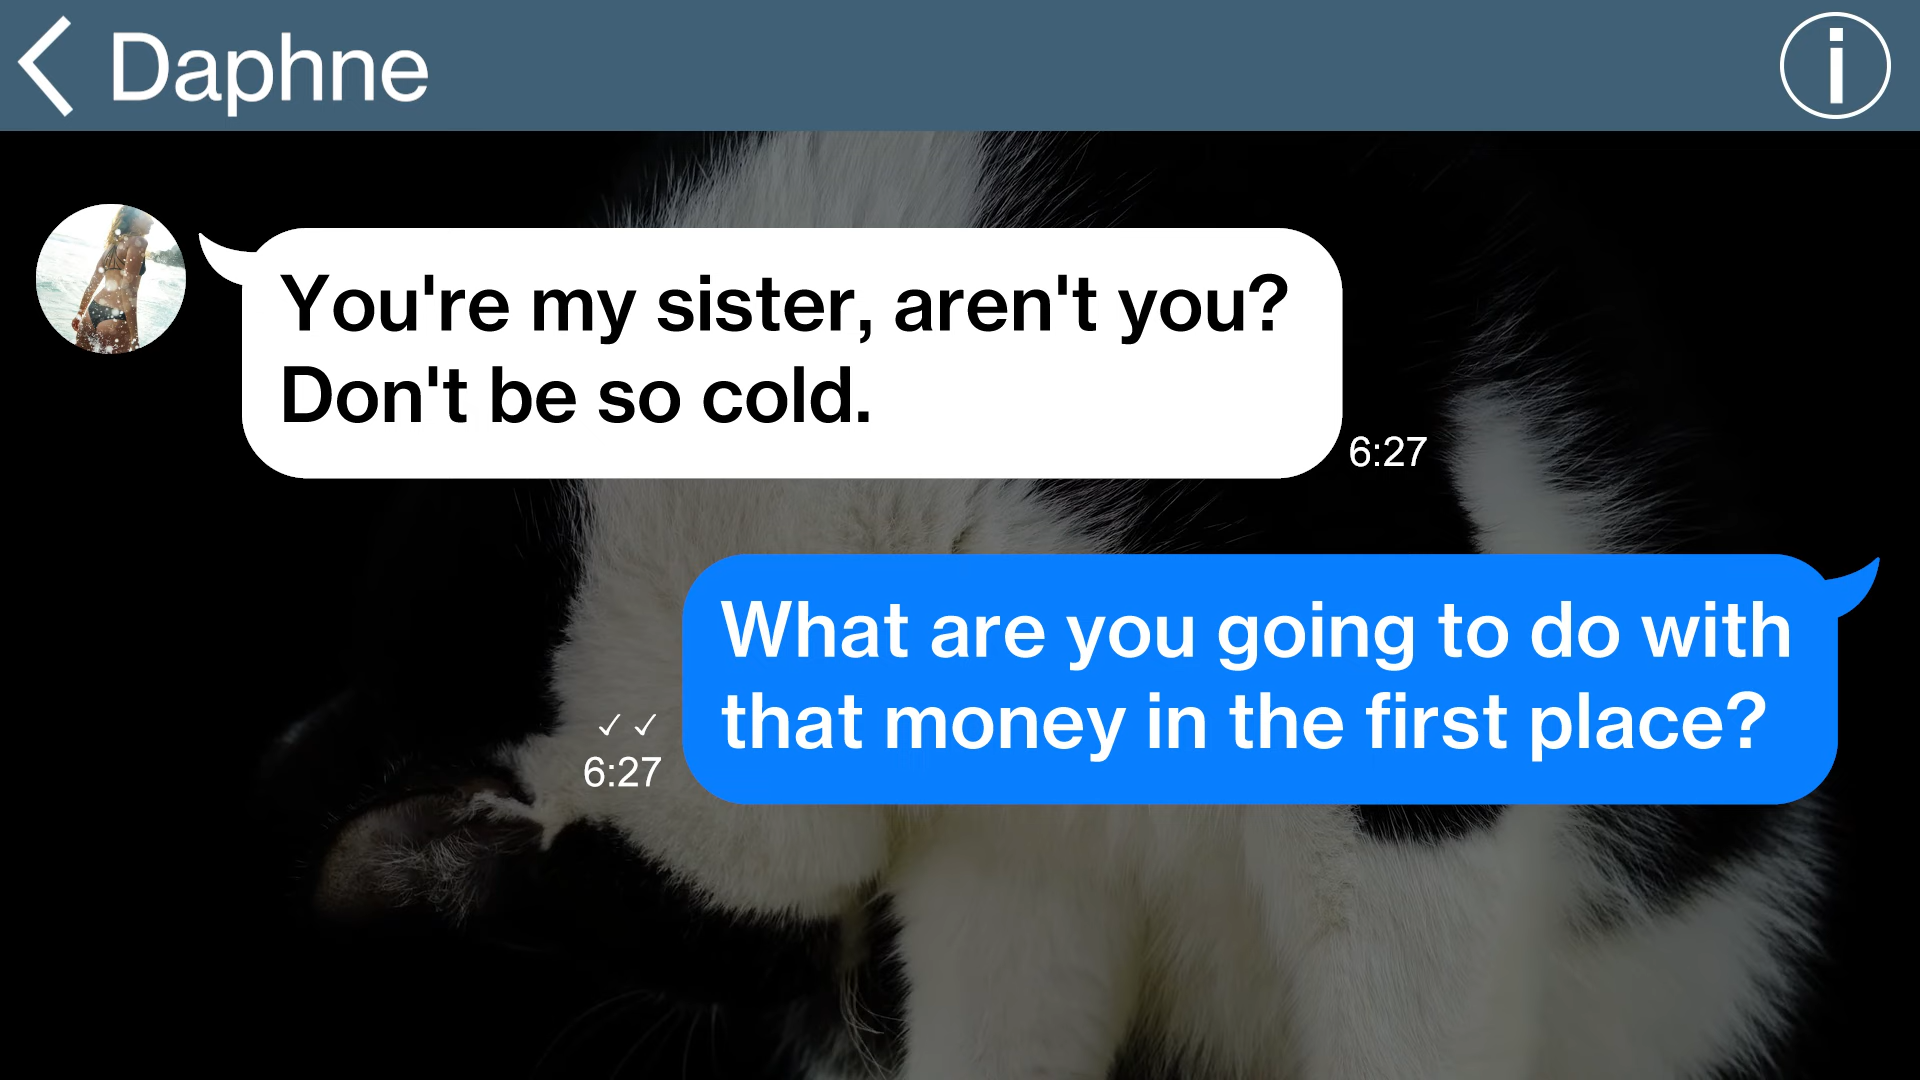 Daphne
You're my sister, aren't you?
Don't be so cold.
6:27
What are you going to do with
that money in the first place?
✓ ✓
6:27